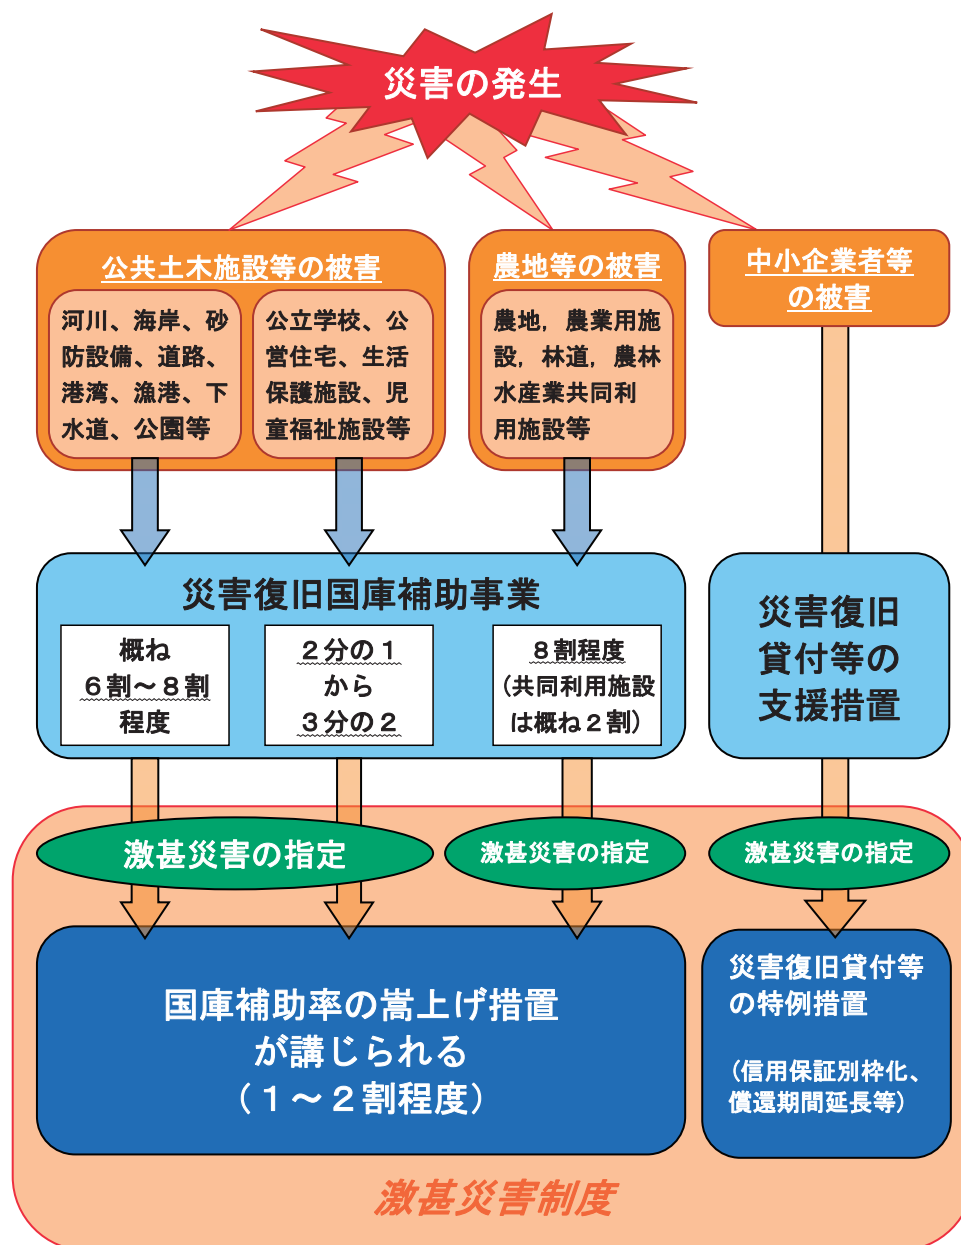 災害の発生
公共土木施設等の被害
河川、海岸、砂
防設備、道路、
港湾、漁港、下
水道、公園等
公立学校、公
営住宅、生活
保護施設、児
童福祉施設等
農地等の被害
農地，農業用施
設，林道，農林
水産業共同利
用施設等
中小企業者等
の被害
災害復旧国庫補助事業
概ね
６割～８割
程度
２分の１
から
３分の２
８割程度
（共同利用施設
は概ね２割）
災害復旧
貸付等の
支援措置
激甚災害の指定
激甚災害の指定
激甚災害の指定
国庫補助率の嵩上げ措置
が講じられる
（１～２割程度）
災害復旧貸付等
の特例措置
（信用保証別枠化、
償還期間延長等）
激甚災害制度